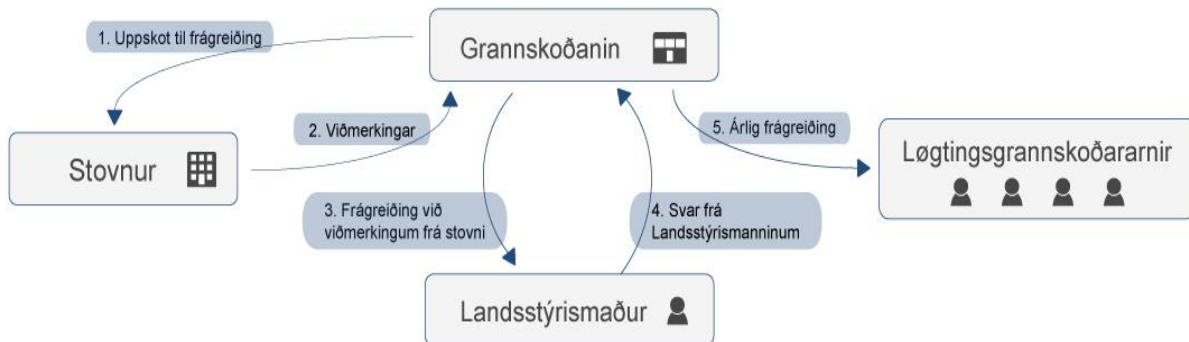 1. Uppskot til frágreiðing
Grannskoðanin
2. Viðmerkingar
5. Árlig frágreiðing
Stovnur
Løgtingsgrannskoðararnir
3. Frágreiðing við
viðmerkingum frá stovni
4. Svar frá
Landsstýrismanninum
Landsstýrismaður